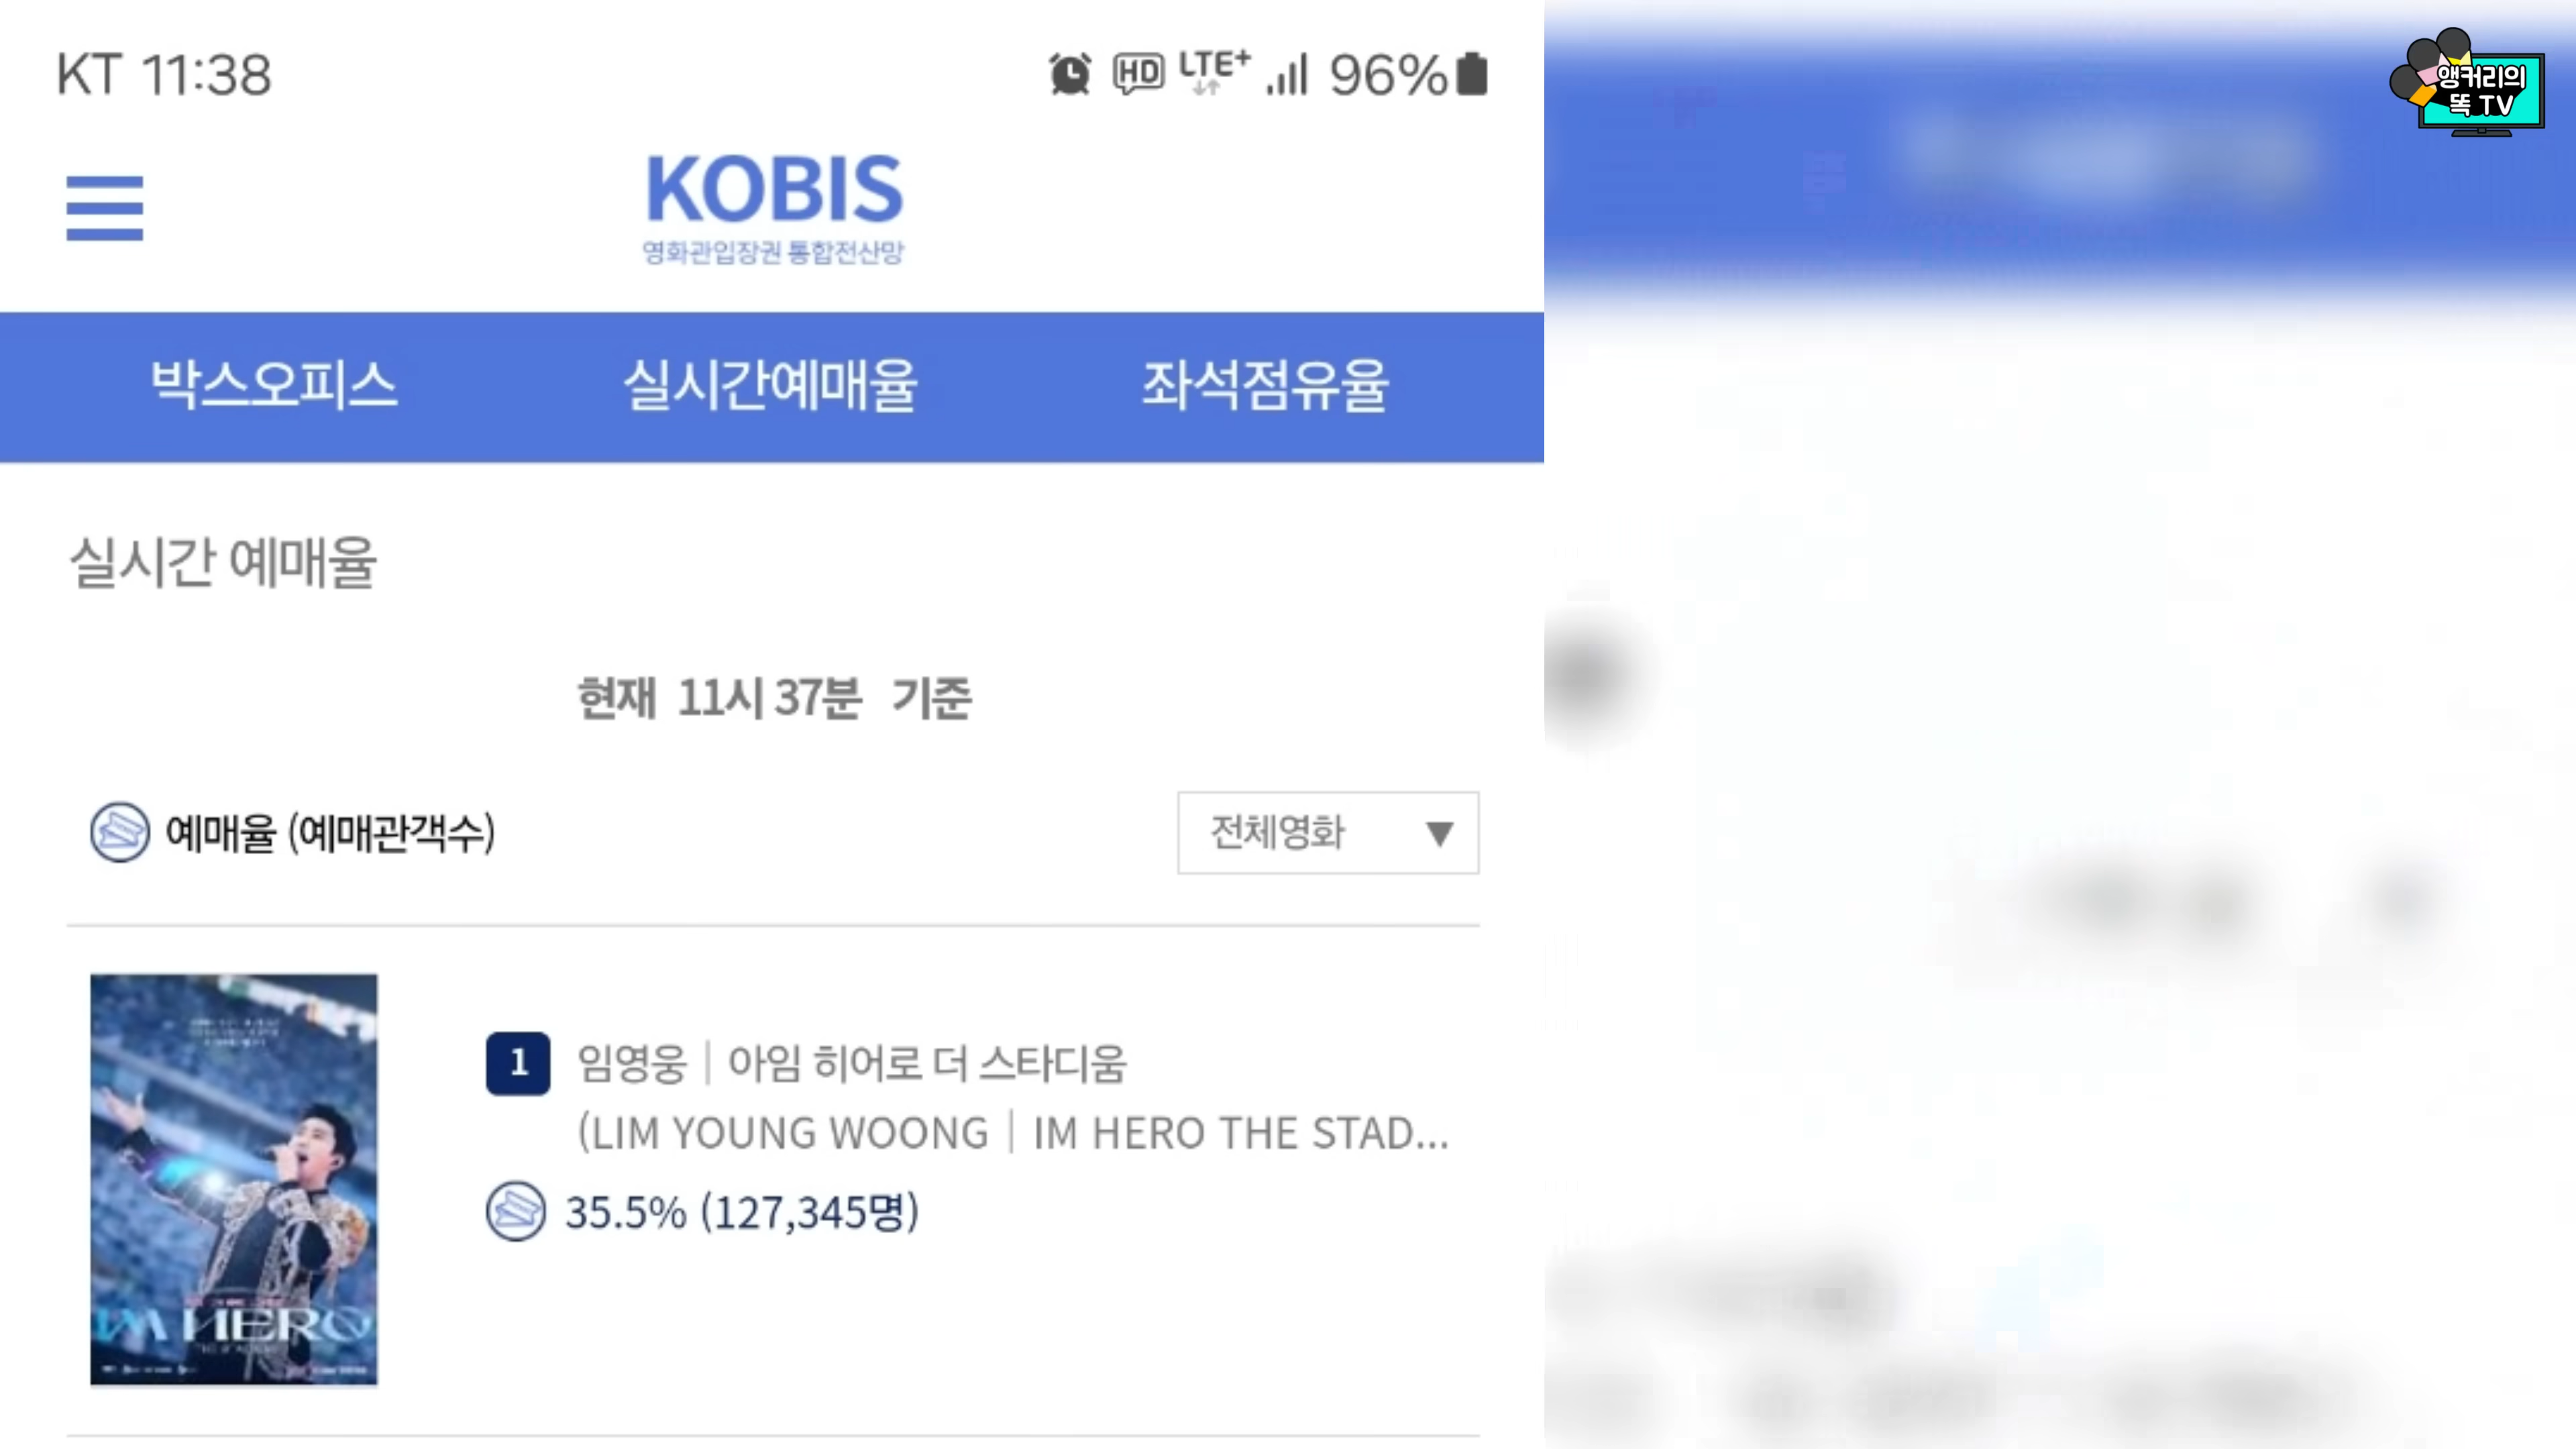 KT 11:38
HD LTE+ 96%
앵커리의
똑 TV
KOBIS
영화관입장권 통합전산망
박스오피스 실시간예매율 좌석점유율
실시간 예매율
현재 11시 37분 기준
예매율 (예매관객수)
전체영화 ▼
1 임영웅│아임 히어로 더 스타디움
(LIM YOUNG WOONG│IM HERO THE STAD...
35.5% (127,345명)
IM HERO